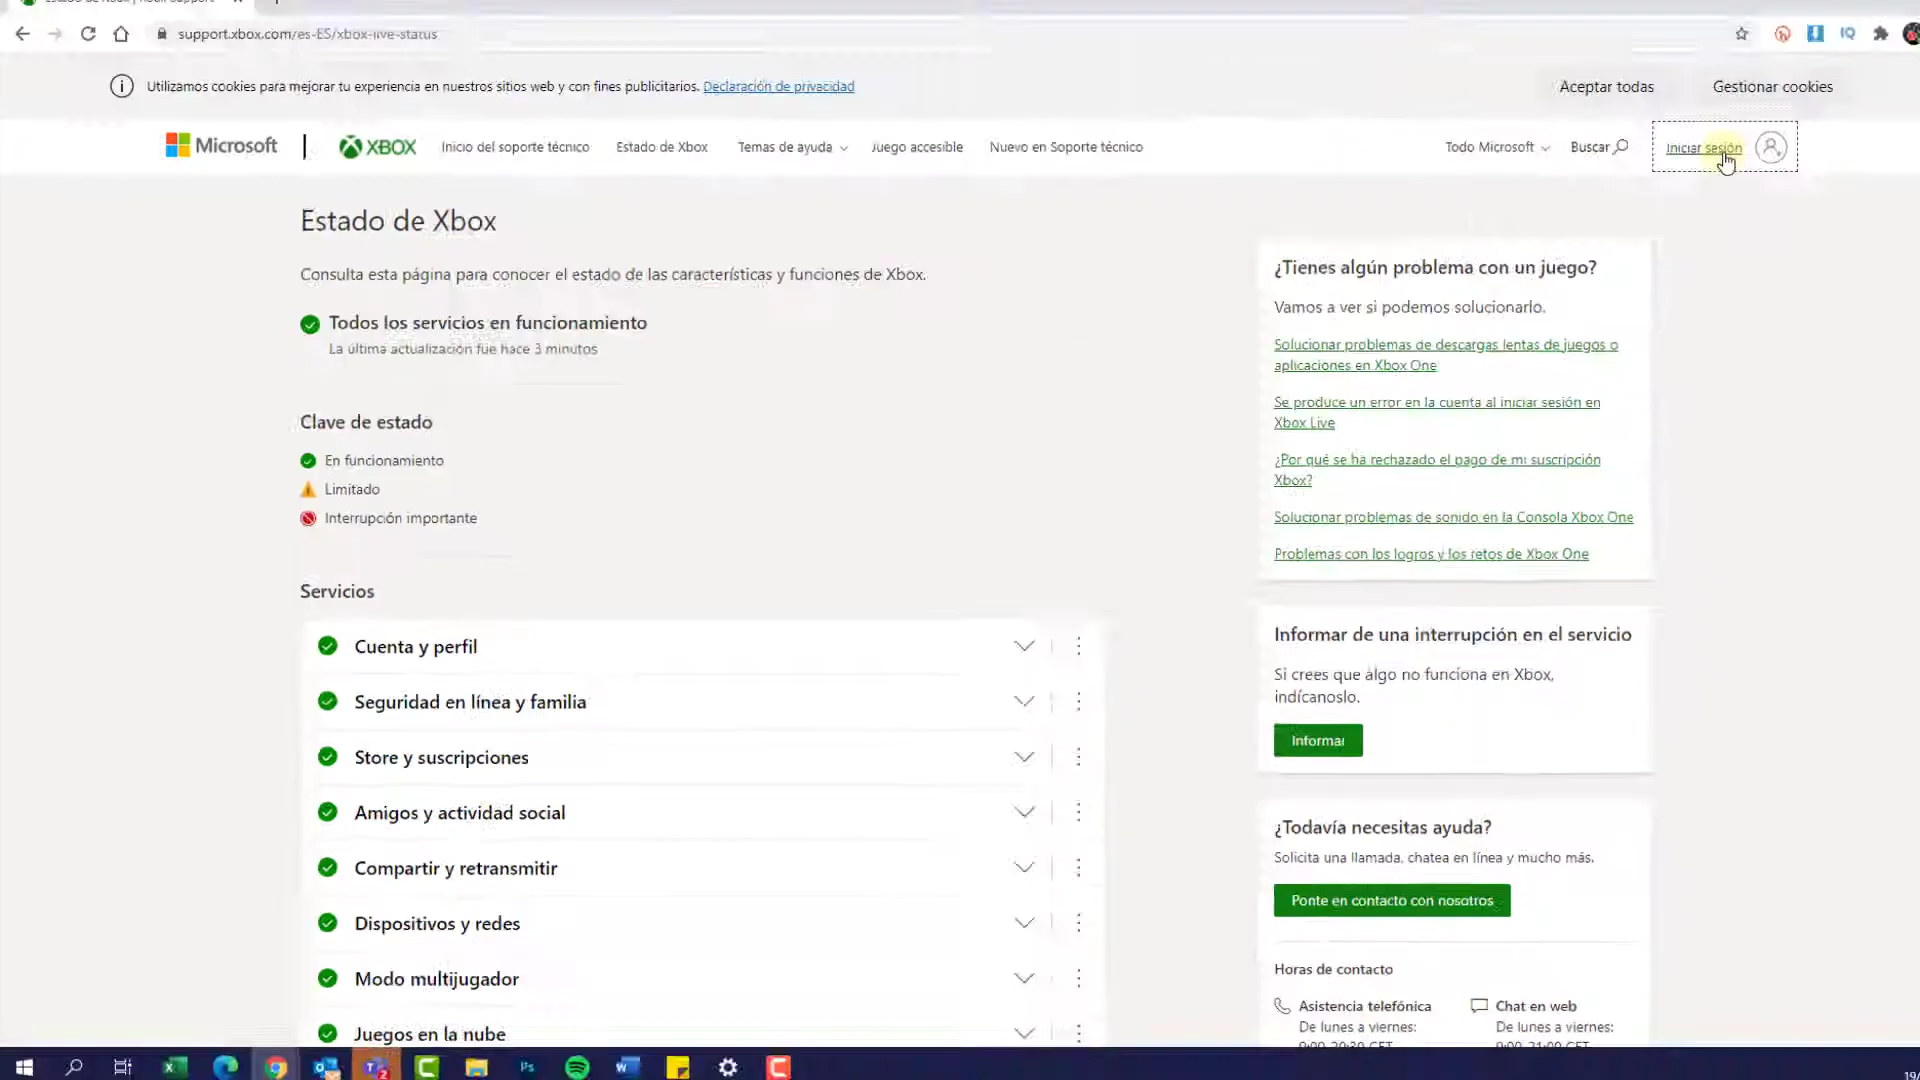 support.xbox.com/es-ES/xbox-live-status
IQ
Utilizamos cookies para mejorar tu experiencia en nuestros sitios web y con fines publicitarios. Declaración de privacidad
Aceptar todas
Gestionar cookies
Microsoft
XBOX
Inicio del soporte técnico
Estado de Xbox
Temas de ayuda
Juego accesible
Nuevo en Soporte técnico
Todo Microsoft
Buscar
Iniciar sesión
Estado de Xbox
Consulta esta página para conocer el estado de las características y funciones de Xbox.
Todos los servicios en funcionamiento
La última actualización fue hace 3 minutos
Clave de estado
En funcionamiento
Limitado
Interrupción importante
Servicios
Cuenta y perfil
Seguridad en línea y familia
Store y suscripciones
Amigos y actividad social
Compartir y retransmitir
Dispositivos y redes
Modo multijugador
Juegos en la nube
¿Tienes algún problema con un juego?
Vamos a ver si podemos solucionarlo.
Solucionar problemas de descargas lentas de juegos o
aplicaciones en Xbox One
Se produce un error en la cuenta al iniciar sesión en
Xbox Live
¿Por qué se ha rechazado el pago de mi suscripción
Xbox?
Solucionar problemas de sonido en la Consola Xbox One
Problemas con los logros y los retos de Xbox One
Informar de una interrupción en el servicio
Si crees que algo no funciona en Xbox,
indícanoslo.
Informar
¿Todavía necesitas ayuda?
Solicita una llamada, chatea en línea y mucho más.
Ponte en contacto con nosotros
Horas de contacto
Asistencia telefónica
De lunes a viernes:
Chat en web
De lunes a viernes:
Ps
19/